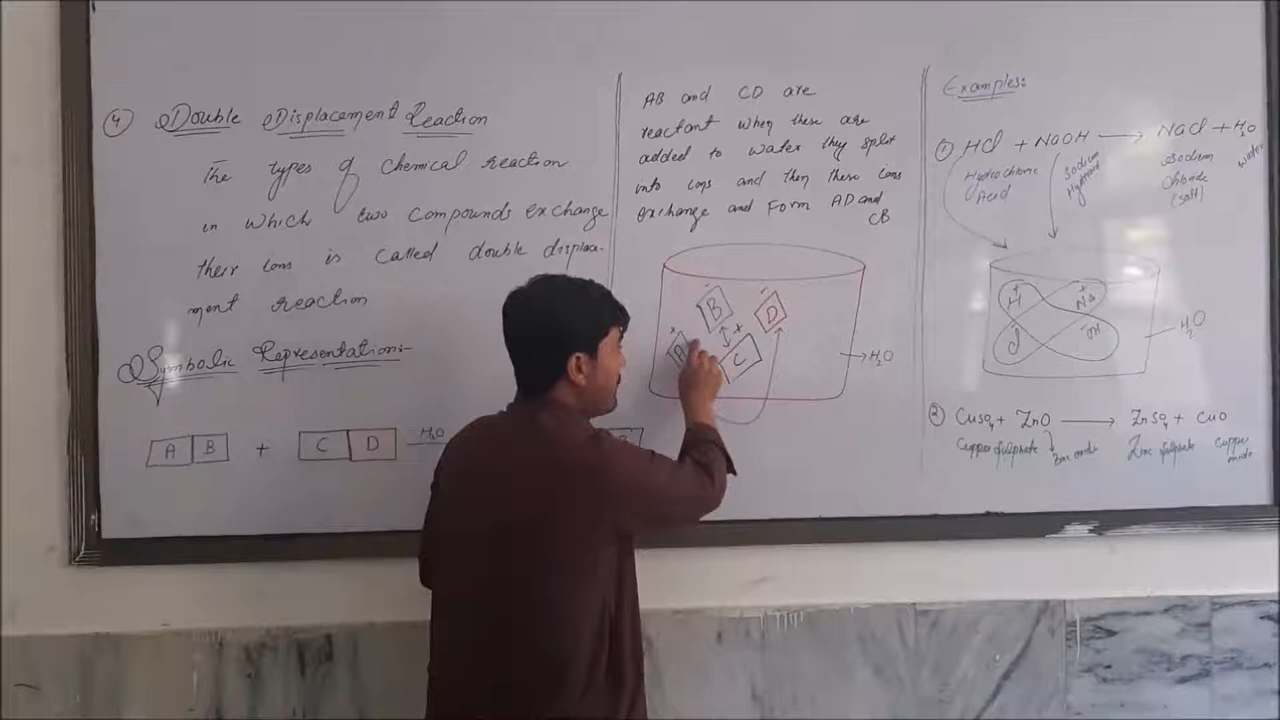 4 Double Displacement Reaction
The types of chemical reaction
in which two compounds exchange
their ions is called double displace-
ment reaction
Symbolic Representation:-
A B + C D H2O B
AB and CD are
reactant when these are
added to water they split
into ions and then these ions
exchange and Form AD and
CB
B - D -
A + C +
H2O
Examples:
① HCl + NaOH → NaCl + H2O
Hydrochloric Acid
Sodium
Sodium
(salt)
water
H + Na +
Cl OH
H2O
② CuSO4 + ZnO → ZnSO4 + CuO
Copper Sulphate Zinc oxide Zinc Sulphate Copper
oxide